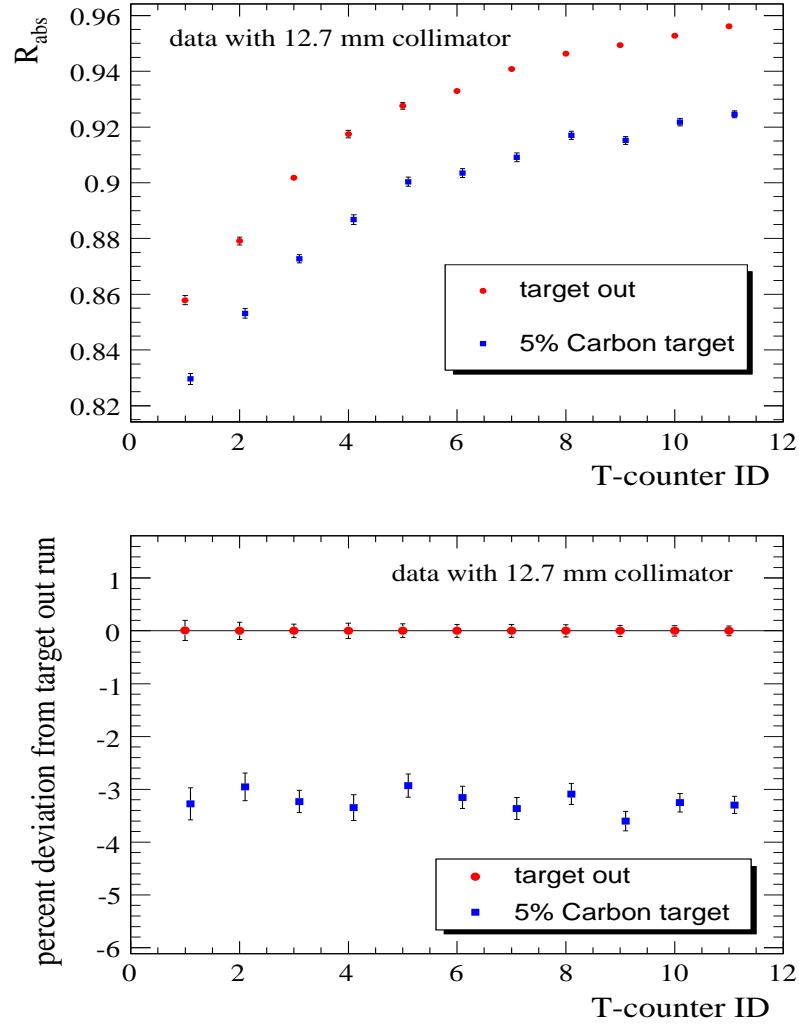 R_abs
data with 12.7 mm collimator
0.96
0.94
0.92
0.9
0.88
0.86
0.84
0.82
target out
5% Carbon target
0 2 4 6 8 10 12
T-counter ID
percent deviation from target out run
data with 12.7 mm collimator
1
0
-1
-2
-3
-4
-5
-6
target out
5% Carbon target
0 2 4 6 8 10 12
T-counter ID